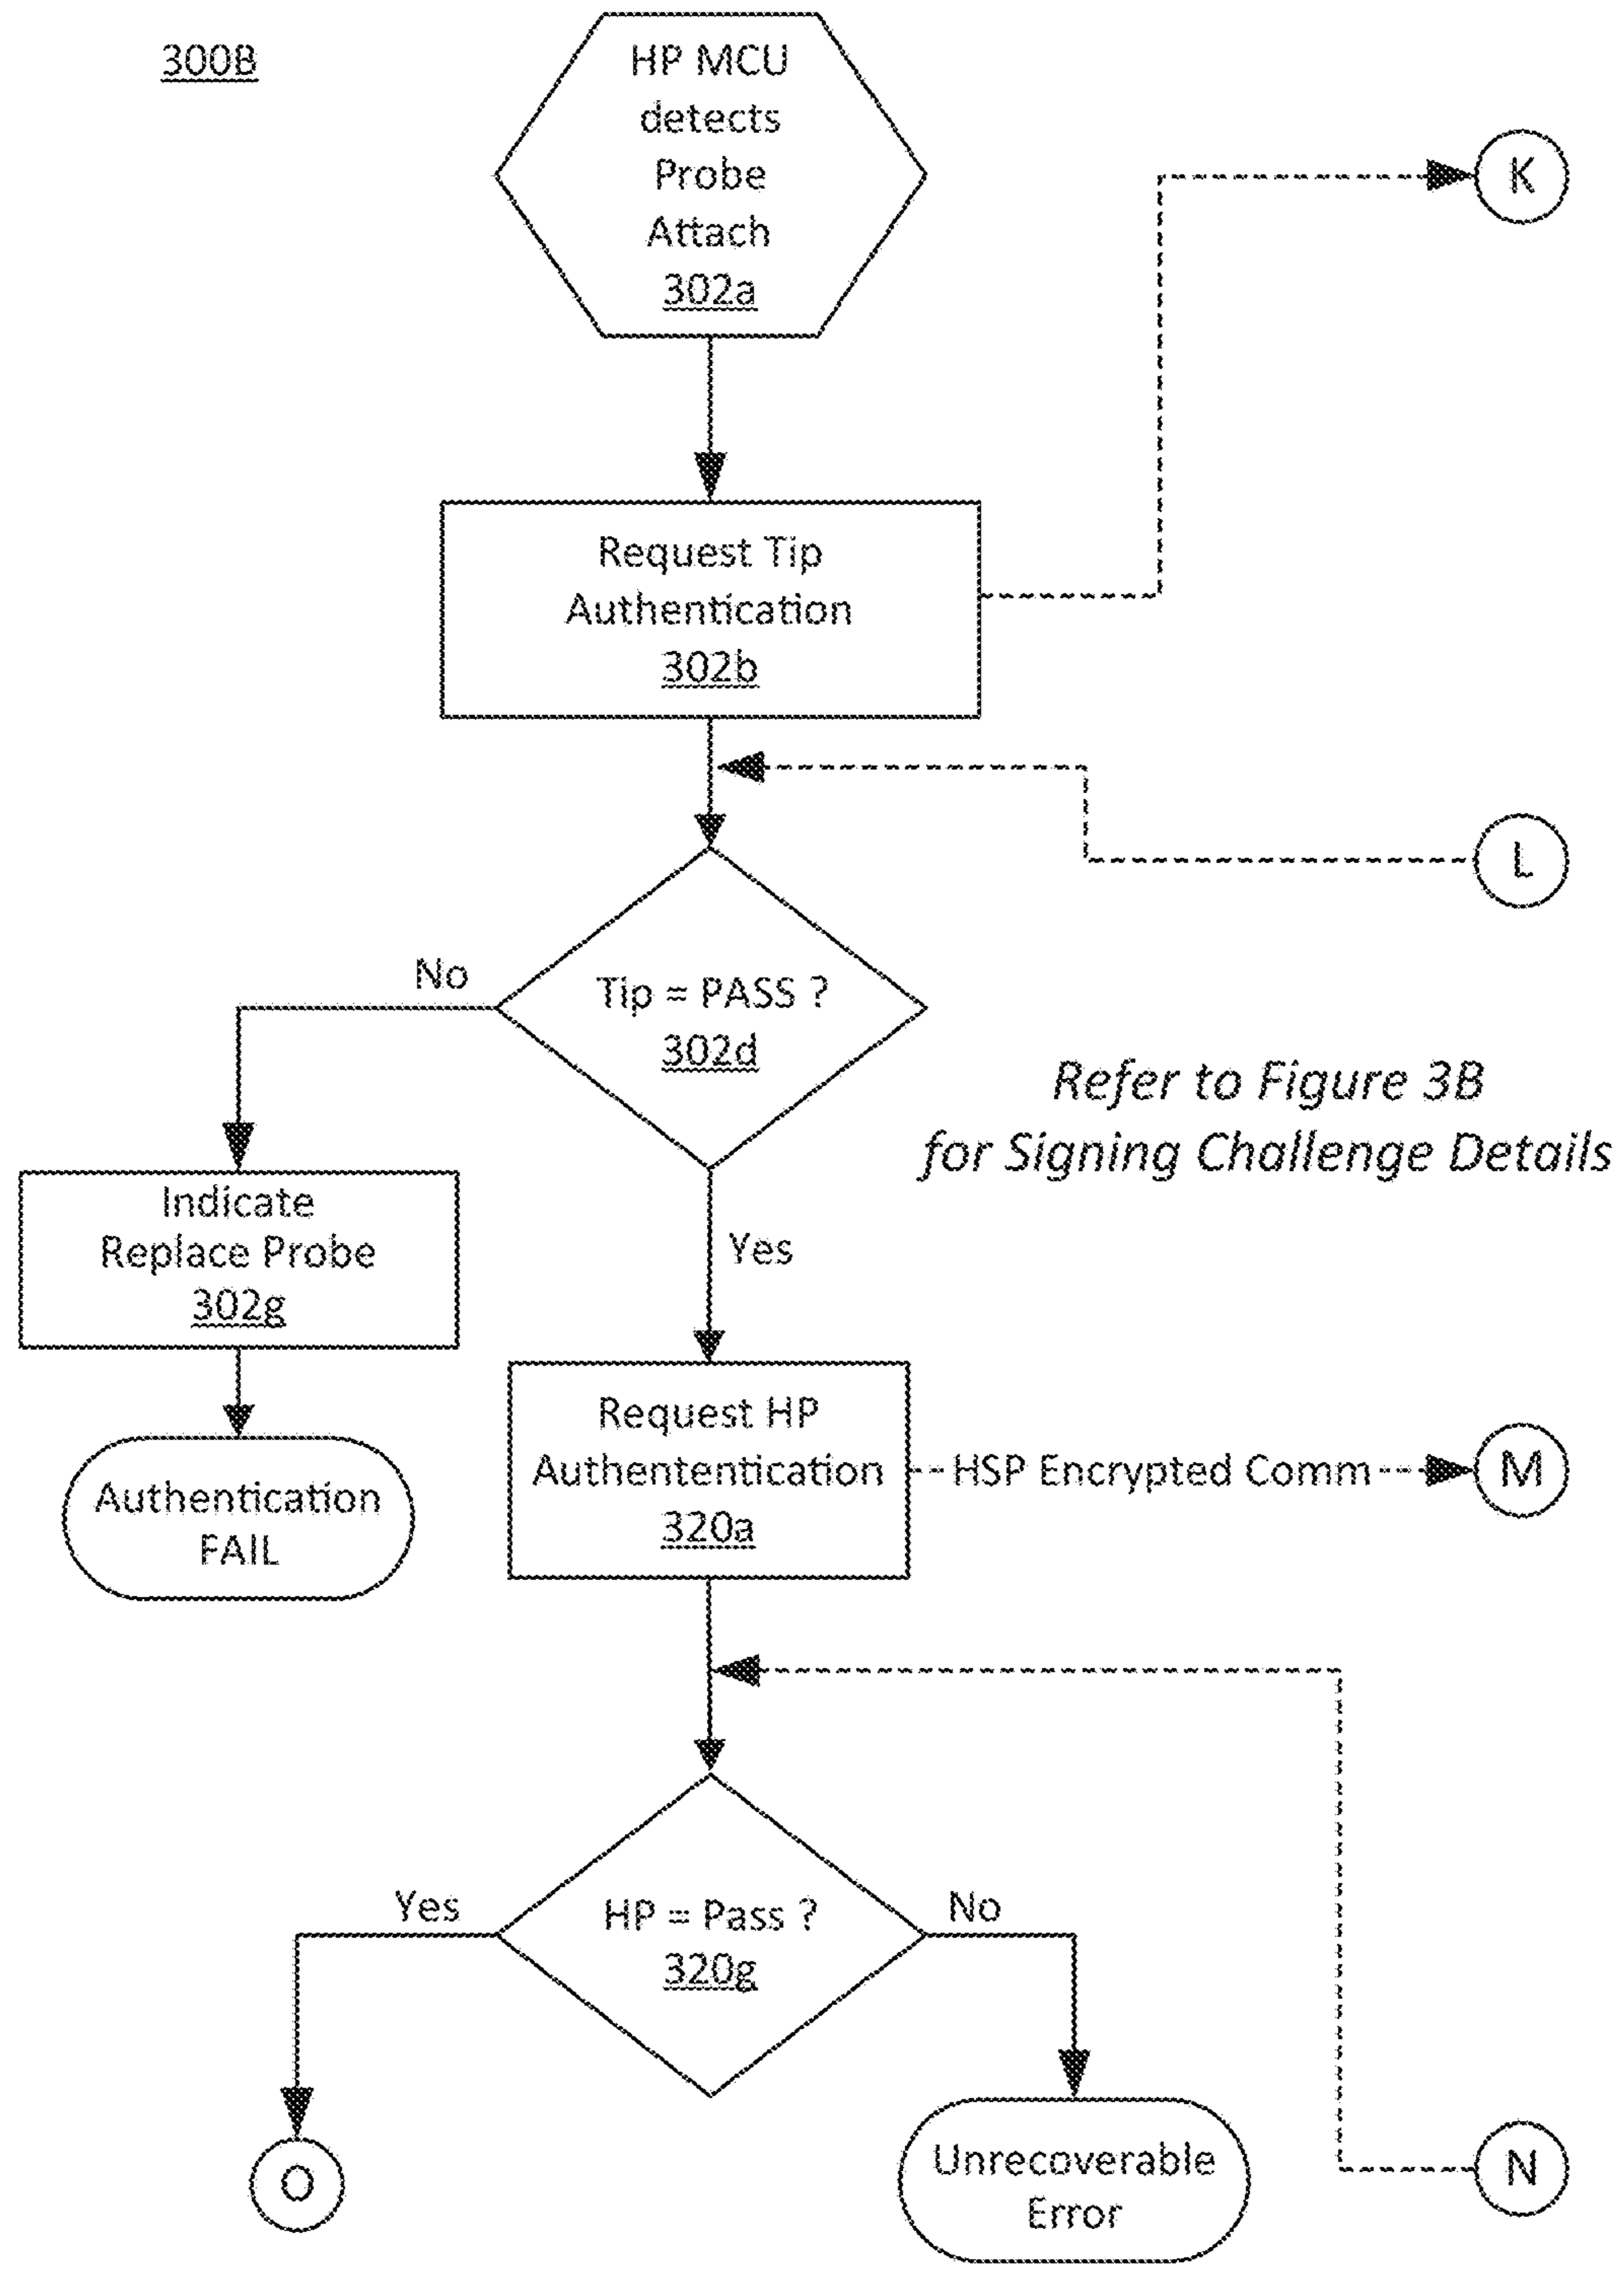 300B
HP MCU
detects
Probe
Attach
302a
K
Request Tip
Authentication
302b
L
No
Tip = PASS ?
302d
Refer to Figure 3B
for Signing Challenge Details
Indicate
Replace Probe
302g
Yes
Authentication
FAIL
Request HP
Authententication
320a
HSP Encrypted Comm
M
Yes
HP = Pass ?
320g
No
O
Unrecoverable
Error
N